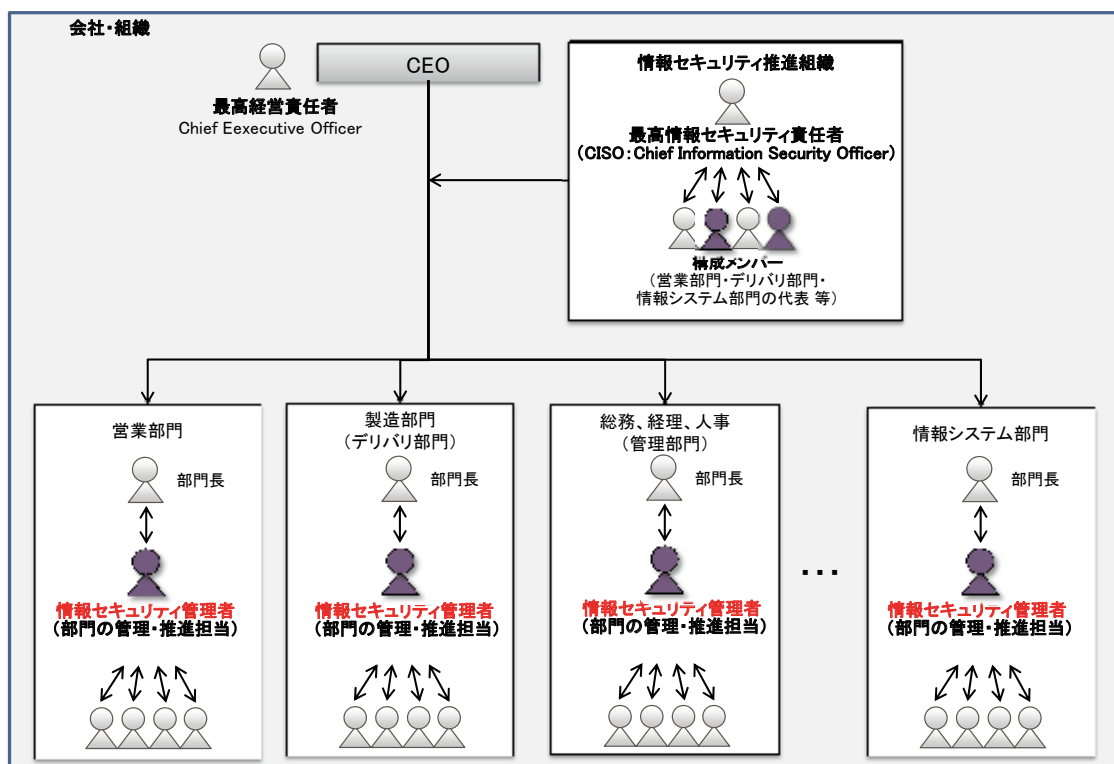 会社・組織
CEO
最高経営責任者
Chief Eexecutive Officer
情報セキュリティ推進組織
最高情報セキュリティ責任者
(CISO:Chief Information Security Officer)
構成メンバー
(営業部門・デリバリ部門・
情報システム部門の代表 等)
営業部門
部門長
情報セキュリティ管理者
(部門の管理・推進担当)
製造部門
(デリバリ部門)
部門長
情報セキュリティ管理者
(部門の管理・推進担当)
総務、経理、人事
(管理部門)
部門長
情報セキュリティ管理者
(部門の管理・推進担当)
・・・
情報システム部門
部門長
情報セキュリティ管理者
(部門の管理・推進担当)